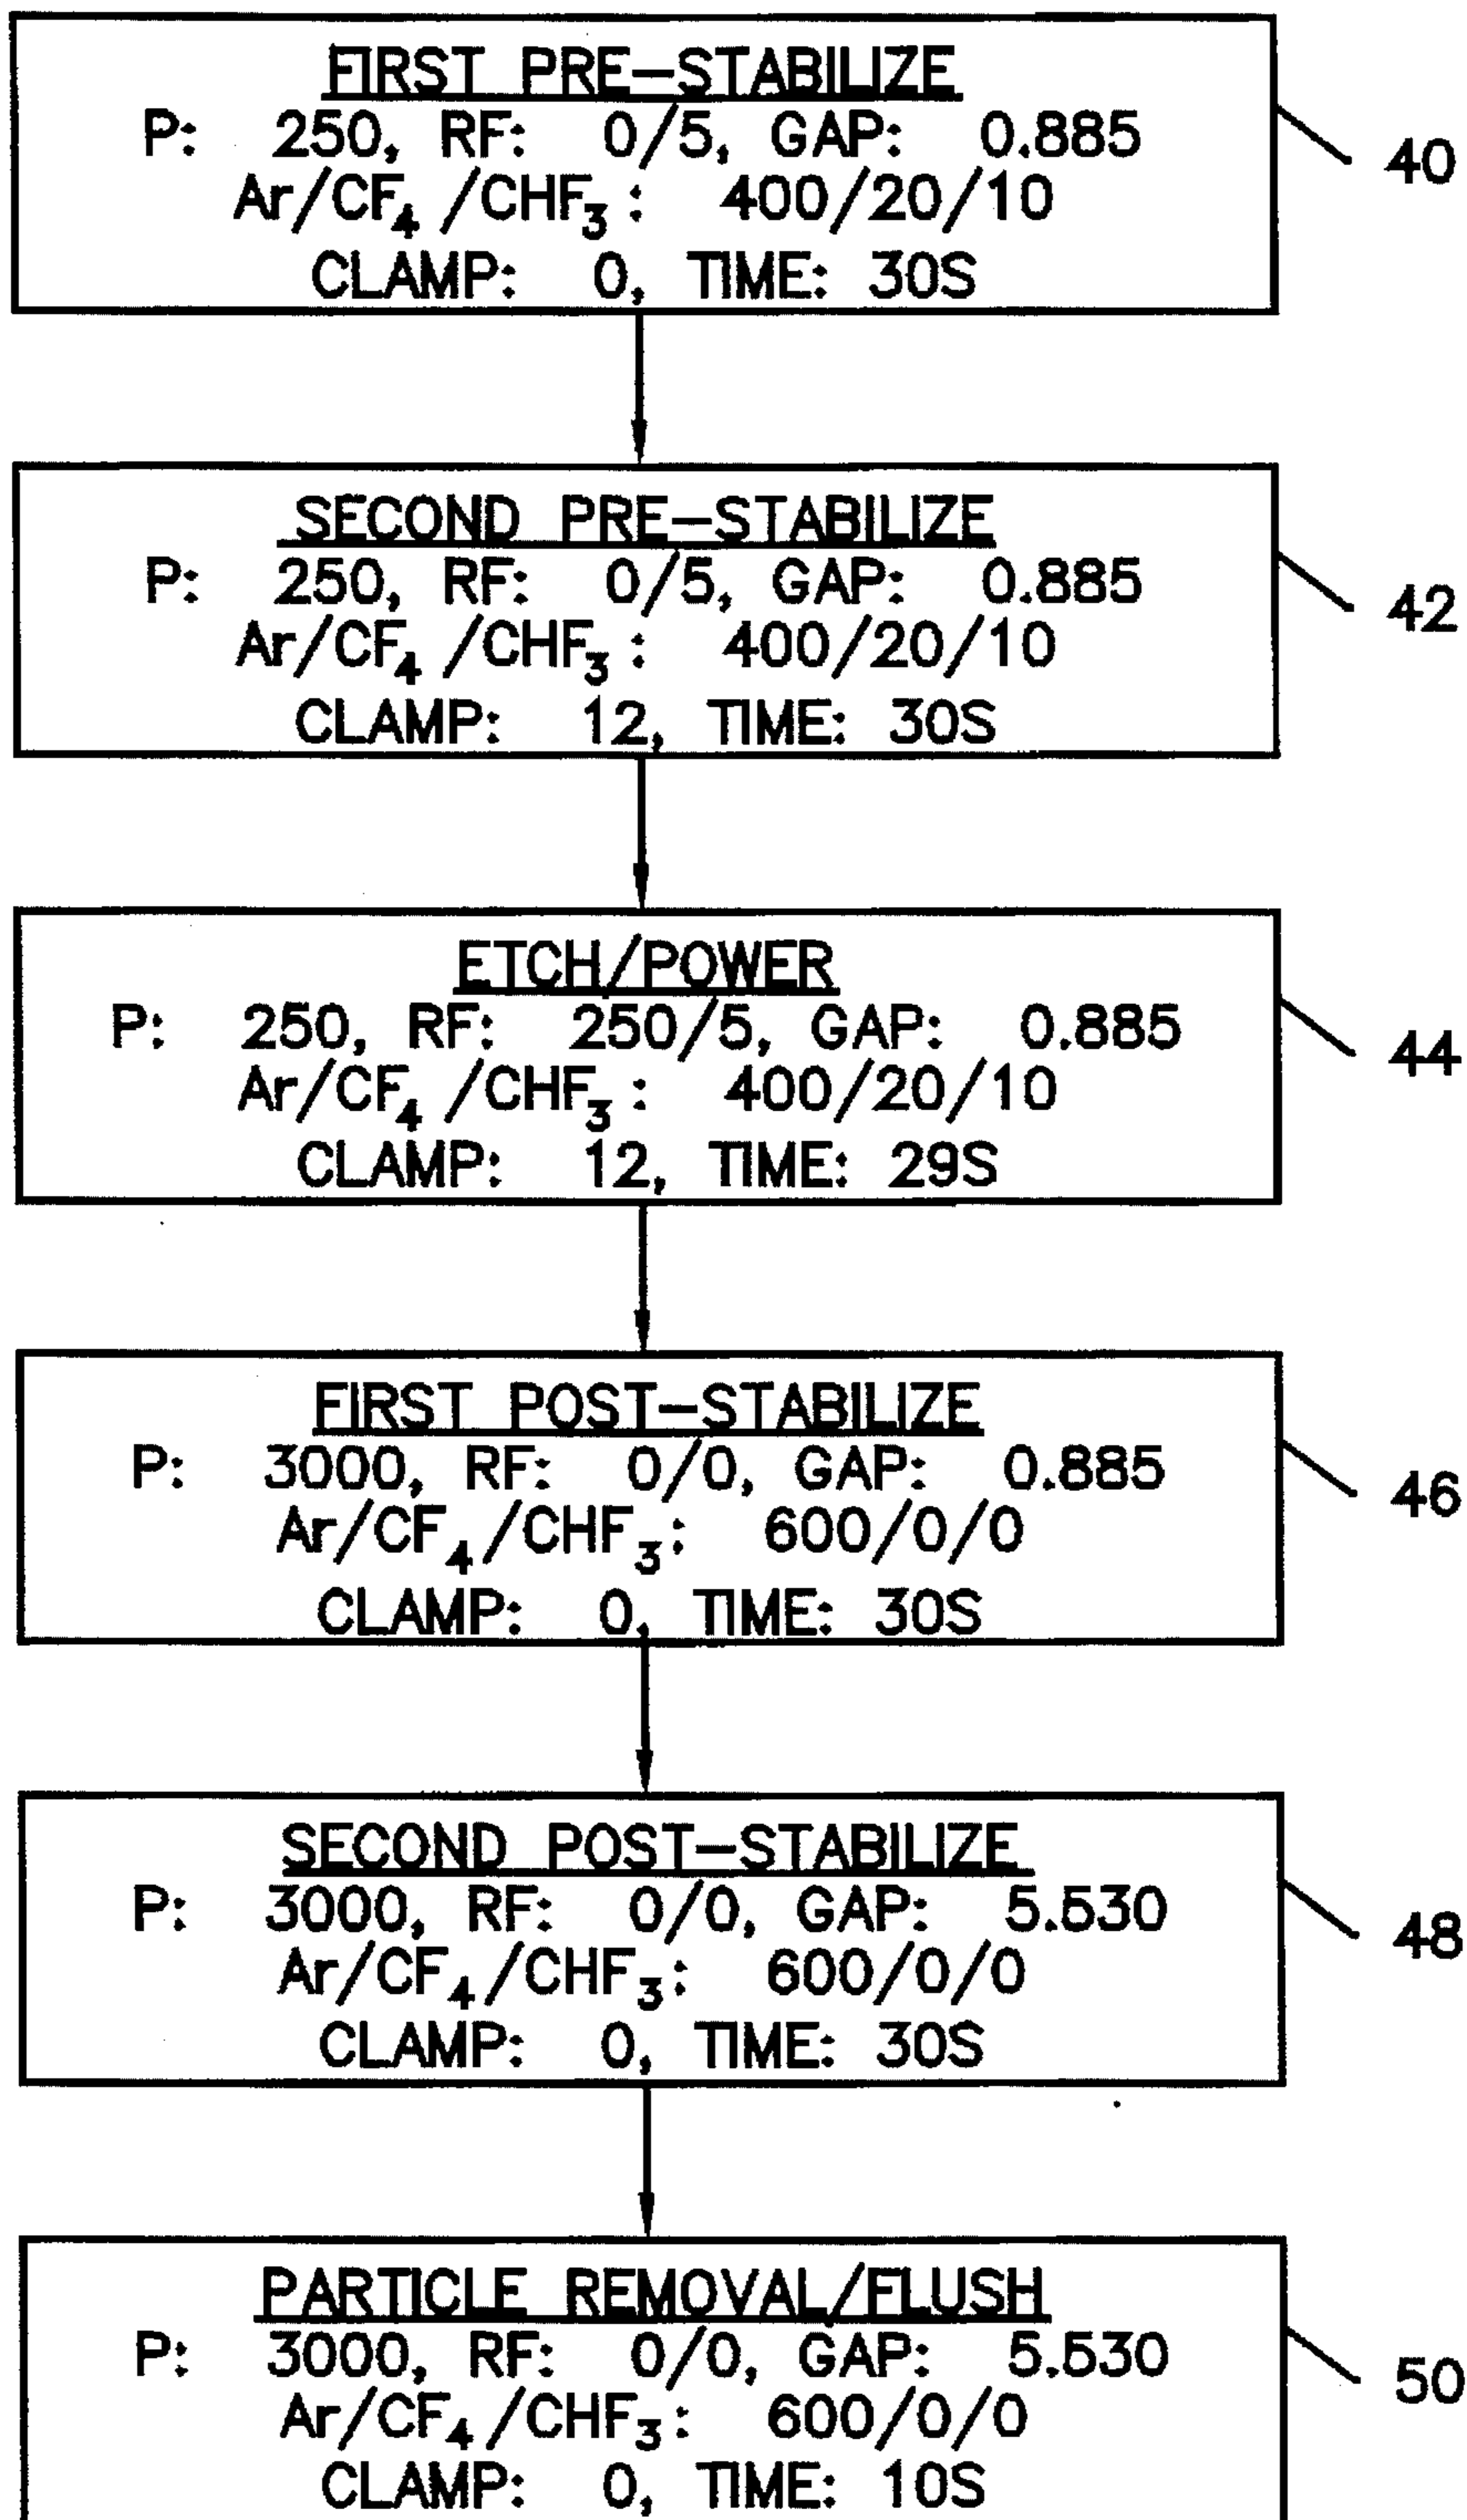 FIRST PRE-STABILIZE
P: 250, RF: 0/5, GAP: 0.885
Ar/CF₄/CHF₃: 400/20/10
CLAMP: 0, TIME: 30S
40
SECOND PRE-STABILIZE
P: 250, RF: 0/5, GAP: 0.885
Ar/CF₄/CHF₃: 400/20/10
CLAMP: 12, TIME: 30S
42
ETCH/POWER
P: 250, RF: 250/5, GAP: 0.885
Ar/CF₄/CHF₃: 400/20/10
CLAMP: 12, TIME: 29S
44
FIRST POST-STABILIZE
P: 3000, RF: 0/0, GAP: 0.885
Ar/CF₄/CHF₃: 600/0/0
CLAMP: 0, TIME: 30S
46
SECOND POST-STABILIZE
P: 3000, RF: 0/0, GAP: 5.530
Ar/CF₄/CHF₃: 600/0/0
CLAMP: 0, TIME: 30S
48
PARTICLE REMOVAL/FLUSH
P: 3000, RF: 0/0, GAP: 5.530
Ar/CF₄/CHF₃: 600/0/0
CLAMP: 0, TIME: 10S
50